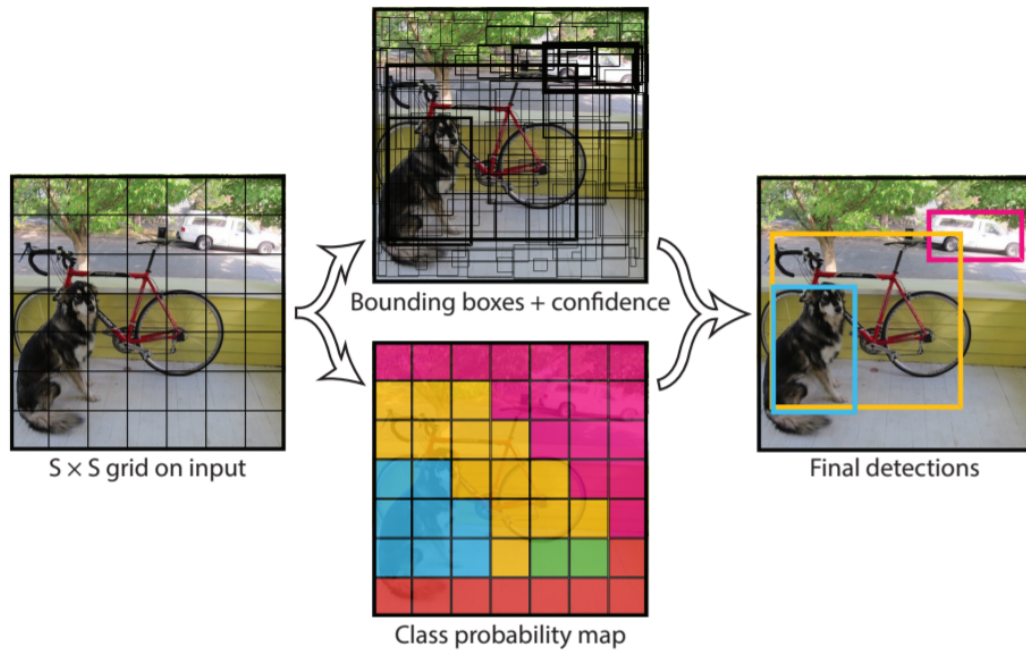 S × S grid on input
Bounding boxes + confidence
Class probability map
Final detections